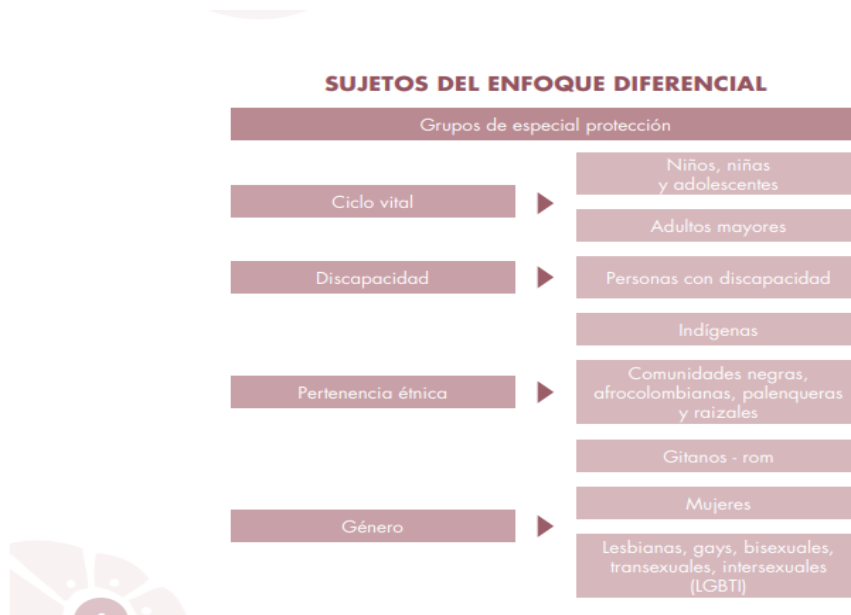 SUJETOS DEL ENFOQUE DIFERENCIAL
Grupos de especial protección
Ciclo vital
Niños, niñas
y adolescentes
Adultos mayores
Discapacidad
Personas con discapacidad
Pertenencia étnica
Indígenas
Comunidades negras,
afrocolombianas, palenqueras
y raizales
Gitanos - rom
Género
Mujeres
Lesbianas, gays, bisexuales,
transexuales, intersexuales
(LGBTI)